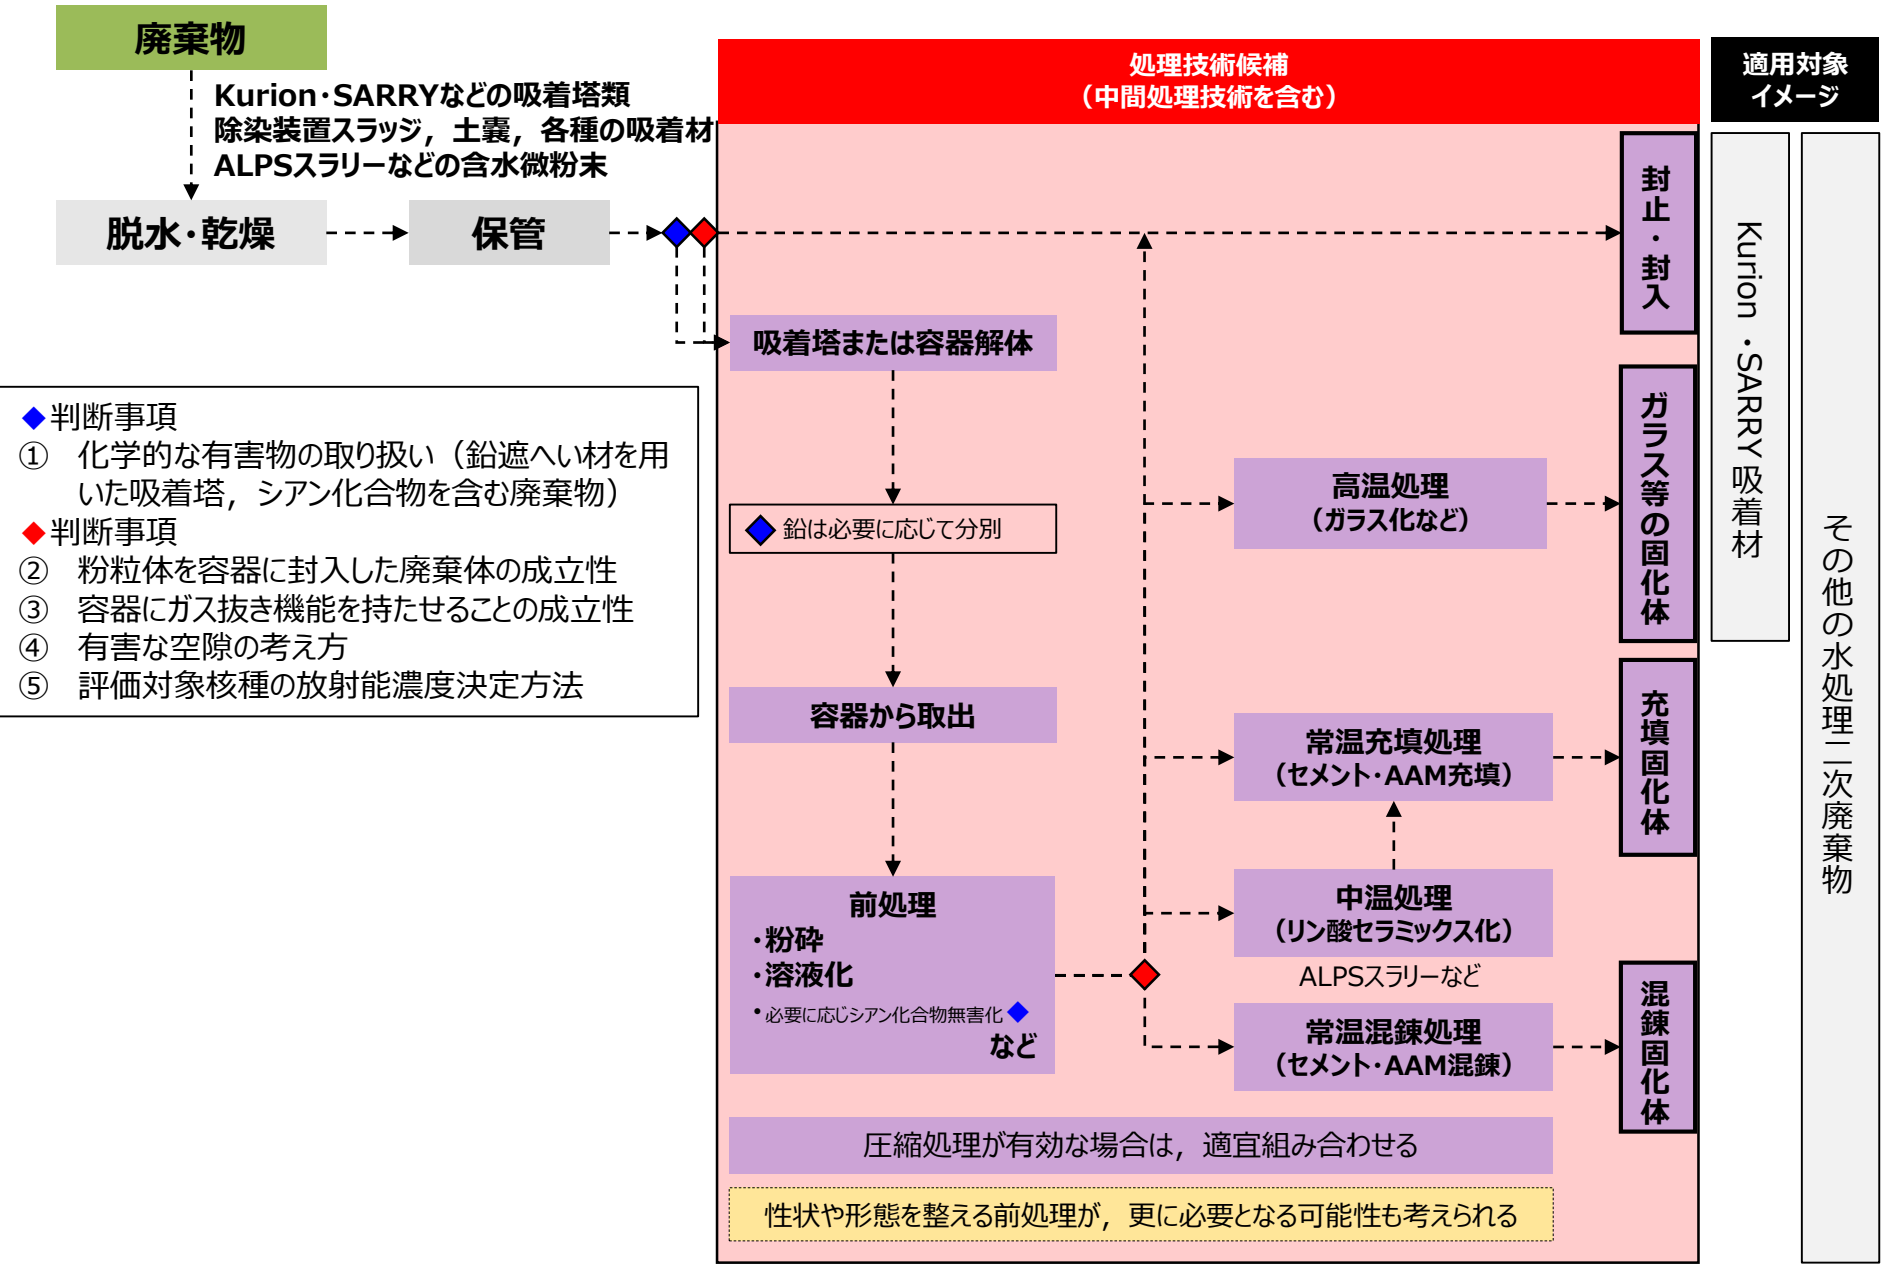 廃棄物
Kurion・SARRYなどの吸着塔類
除染装置スラッジ，土嚢，各種の吸着材
ALPSスラリーなどの含水微粉末
脱水・乾燥
保管
◆判断事項
① 化学的な有害物の取り扱い（鉛遮へい材を用
いた吸着塔，シアン化合物を含む廃棄物）
◆判断事項
② 粉粒体を容器に封入した廃棄体の成立性
③ 容器にガス抜き機能を持たせることの成立性
④ 有害な空隙の考え方
⑤ 評価対象核種の放射能濃度決定方法
処理技術候補
（中間処理技術を含む）
吸着塔または容器解体
鉛は必要に応じて分別
容器から取出
前処理
・粉砕
・溶液化
・必要に応じシアン化合物無害化◆
など
高温処理
（ガラス化など）
常温充填処理
（セメント・AAM充填）
中温処理
（リン酸セラミックス化）
ALPSスラリーなど
常温混錬処理
（セメント・AAM混錬）
圧縮処理が有効な場合は，適宜組み合わせる
性状や形態を整える前処理が，更に必要となる可能性も考えられる
封止・封入
ガラス等の固化体
充填固化体
混錬固化体
適用対象
イメージ
Kurion・SARRY吸着材
その他の水処理二次廃棄物